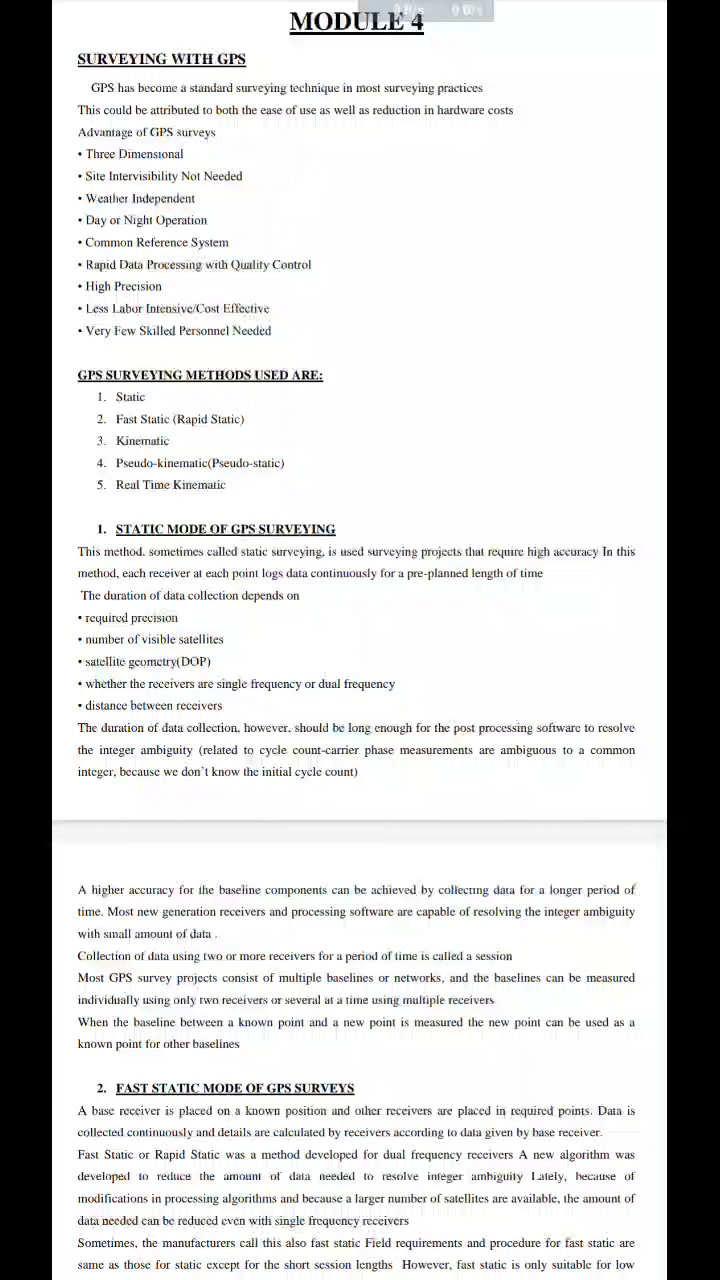 MODULE 4
SURVEYING WITH GPS
GPS has become a standard surveying technique in most surveying practices
This could be attributed to both the ease of use as well as reduction in hardware costs
Advantage of GPS surveys
• Three Dimensional
• Site Intervisibility Not Needed
• Weather Independent
• Day or Night Operation
• Common Reference System
• Rapid Data Processing with Quality Control
• High Precision
• Less Labor Intensive/Cost Effective
• Very Few Skilled Personnel Needed
GPS SURVEYING METHODS USED ARE:
1. Static
2. Fast Static (Rapid Static)
3. Kinematic
4. Pseudo-kinematic(Pseudo-static)
5. Real Time Kinematic
1. STATIC MODE OF GPS SURVEYING
This method, sometimes called static surveying, is used surveying projects that require high accuracy In this
method, each receiver at each point logs data continuously for a pre-planned length of time
The duration of data collection depends on
• required precision
• number of visible satellites
• satellite geometry(DOP)
• whether the receivers are single frequency or dual frequency
• distance between receivers
The duration of data collection, however, should be long enough for the post processing software to resolve
the integer ambiguity (related to cycle count-carrier phase measurements are ambiguous to a common
integer, because we don't know the initial cycle count)
A higher accuracy for the baseline components can be achieved by collecting data for a longer period of
time. Most new generation receivers and processing software are capable of resolving the integer ambiguity
with small amount of data .
Collection of data using two or more receivers for a period of time is called a session
Most GPS survey projects consist of multiple baselines or networks, and the baselines can be measured
individually using only two receivers or several at a time using multiple receivers
When the baseline between a known point and a new point is measured the new point can be used as a
known point for other baselines
2. FAST STATIC MODE OF GPS SURVEYS
A base receiver is placed on a known position and other receivers are placed in required points. Data is
collected continuously and details are calculated by receivers according to data given by base receiver.
Fast Static or Rapid Static was a method developed for dual frequency receivers A new algorithm was
developed to reduce the amount of data needed to resolve integer ambiguity Lately, because of
modifications in processing algorithms and because a larger number of satellites are available, the amount of
data needed can be reduced even with single frequency receivers
Sometimes, the manufacturers call this also fast static Field requirements and procedure for fast static are
same as those for static except for the short session lengths However, fast static is only suitable for low